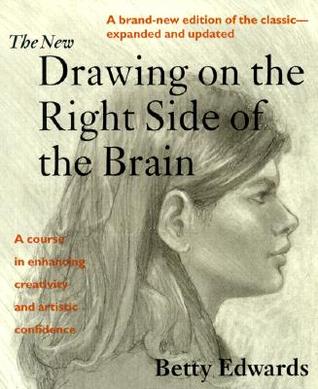 A brand-new edition of the classic—
expanded and updated
The New
Drawing on the
Right Side of
the Brain
A course
in enhancing
creativity
and artistic
confidence
Betty Edwards